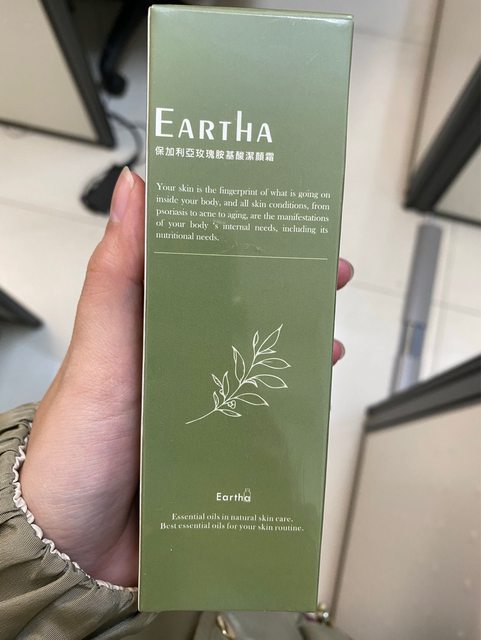 EARTHA
保加利亞玫瑰胺基酸潔顏霜
Your skin is the fingerprint of what is going on
inside your body, and all skin conditions, from
psoriasis to acne to aging, are the manifestations
of your body 's internal needs, including its
nutritional needs.
Eartha
Essential oils in natural skin care.
Best essential oils for your skin routine.